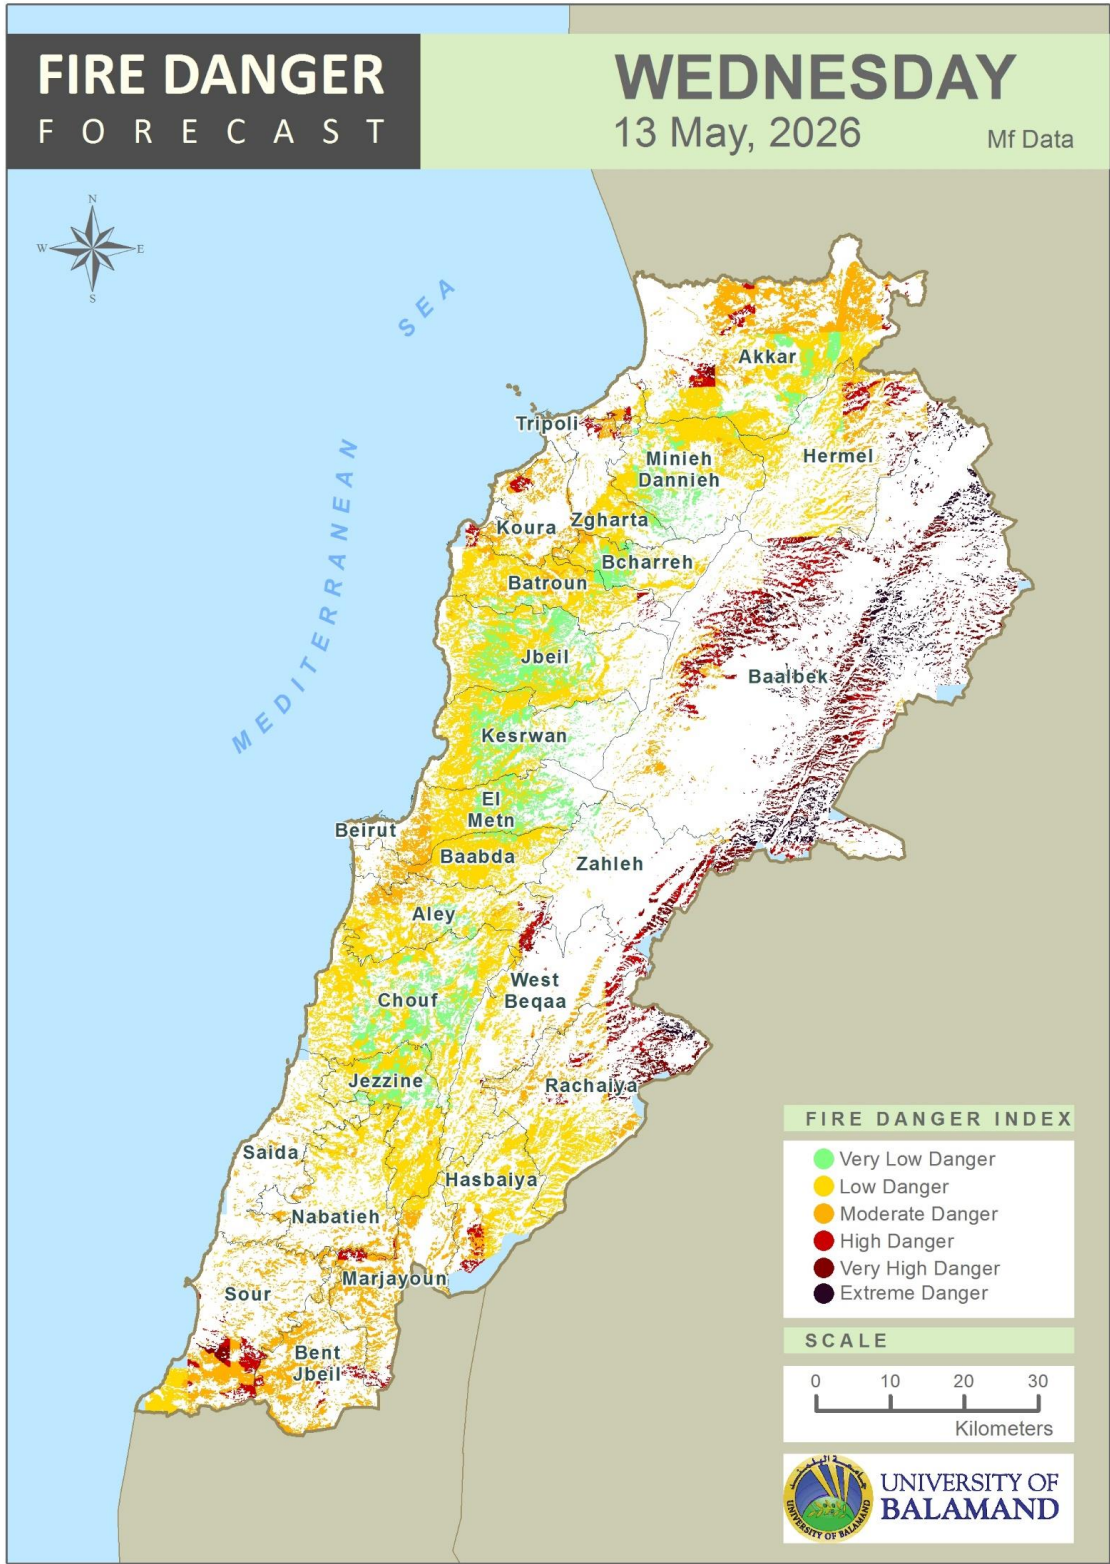 FIRE DANGER
FORECAST
WEDNESDAY
13 May, 2026
Mf Data
N
W
E
S
MEDITERRANEAN SEA
Akkar
Tripoli
Minieh
Dannieh
Hermel
Koura
Zgharta
Bcharreh
Batroun
Jbeil
Baalbek
Kesrwan
El
Metn
Beirut
Baabda
Zahleh
Aley
West
Beqaa
Chouf
Jezzine
Rachaiya
Saida
Hasbaiya
Nabatieh
Marjayoun
Sour
Bent
Jbeil
FIRE DANGER INDEX
Very Low Danger
Low Danger
Moderate Danger
High Danger
Very High Danger
Extreme Danger
SCALE
0 10 20 30
Kilometers
UNIVERSITY OF BALAMAND
UNIVERSITY OF
BALAMAND